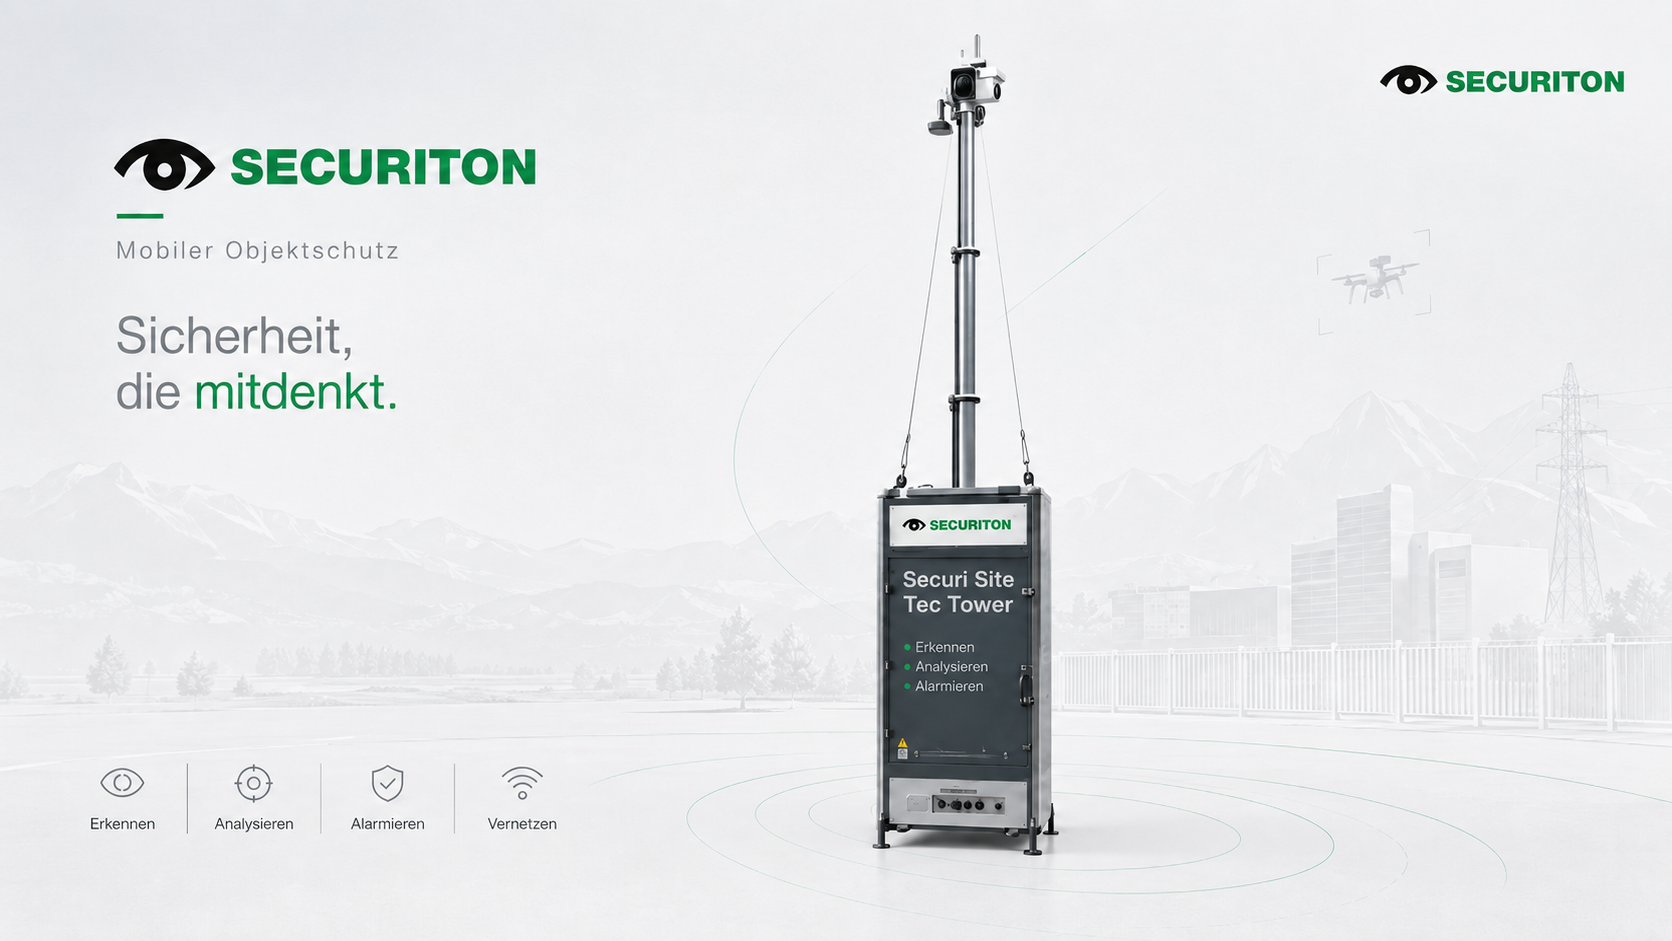 SECURITON
SECURITON
Mobiler Objektschutz
Sicherheit,
die mitdenkt.
SECURITON
Securi Site
Tec Tower
Erkennen
Analysieren
Alarmieren
Erkennen
Analysieren
Alarmieren
Vernetzen